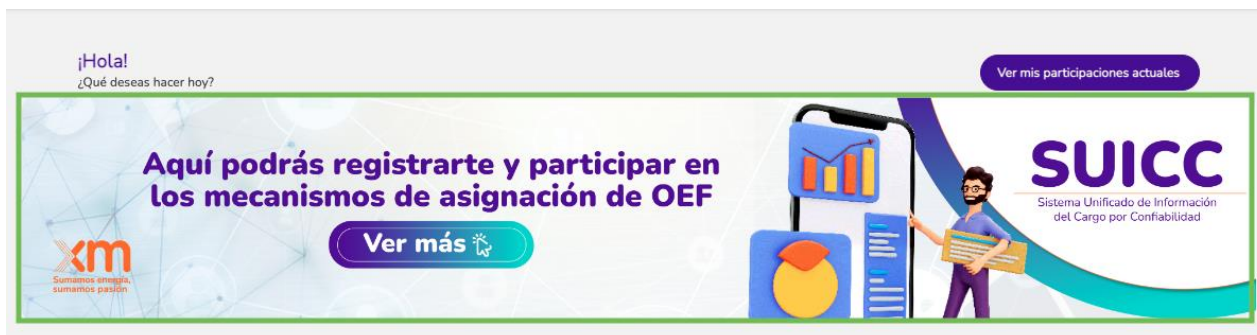 ¡Hola!
¿Qué deseas hacer hoy?
Ver mis participaciones actuales
Aquí podrás registrarte y participar en
los mecanismos de asignación de OEF
Ver más
xm
Sumamos energía,
sumamos pasión
SUICC
Sistema Unificado de Información
del Cargo por Confiabilidad